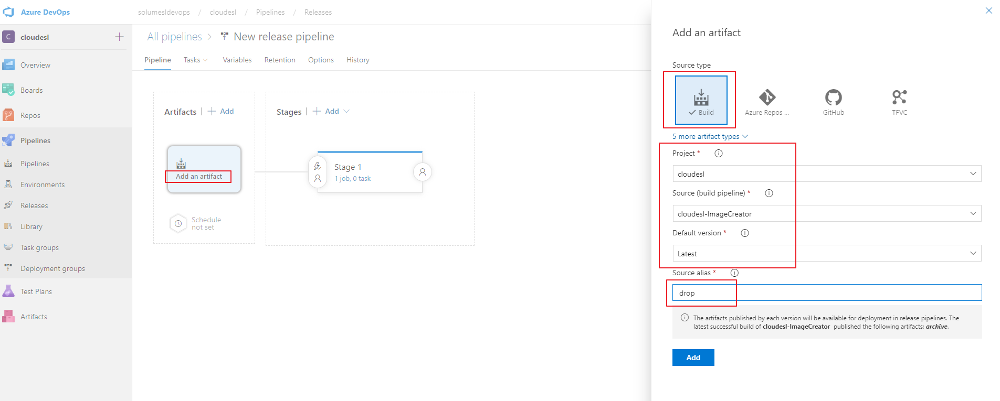 Azure DevOps
solumesldevops / cloudesl / Pipelines / Releases
C cloudesl
Overview
Boards
Repos
Pipelines
Pipelines
Environments
Releases
Library
Task groups
Deployment groups
Test Plans
Artifacts
All pipelines > New release pipeline
Pipeline Tasks Variables Retention Options History
Artifacts | + Add
Add an artifact
Schedule
not set
Stages | + Add
Stage 1
1 job, 0 task
Add an artifact
Source type
Build Azure Repos ... GitHub TFVC
5 more artifact types
Project *
cloudesl
Source (build pipeline) *
cloudesl-ImageCreator
Default version *
Latest
Source alias *
drop
The artifacts published by each version will be available for deployment in release pipelines. The
latest successful build of cloudesl-ImageCreator published the following artifacts: archive.
Add